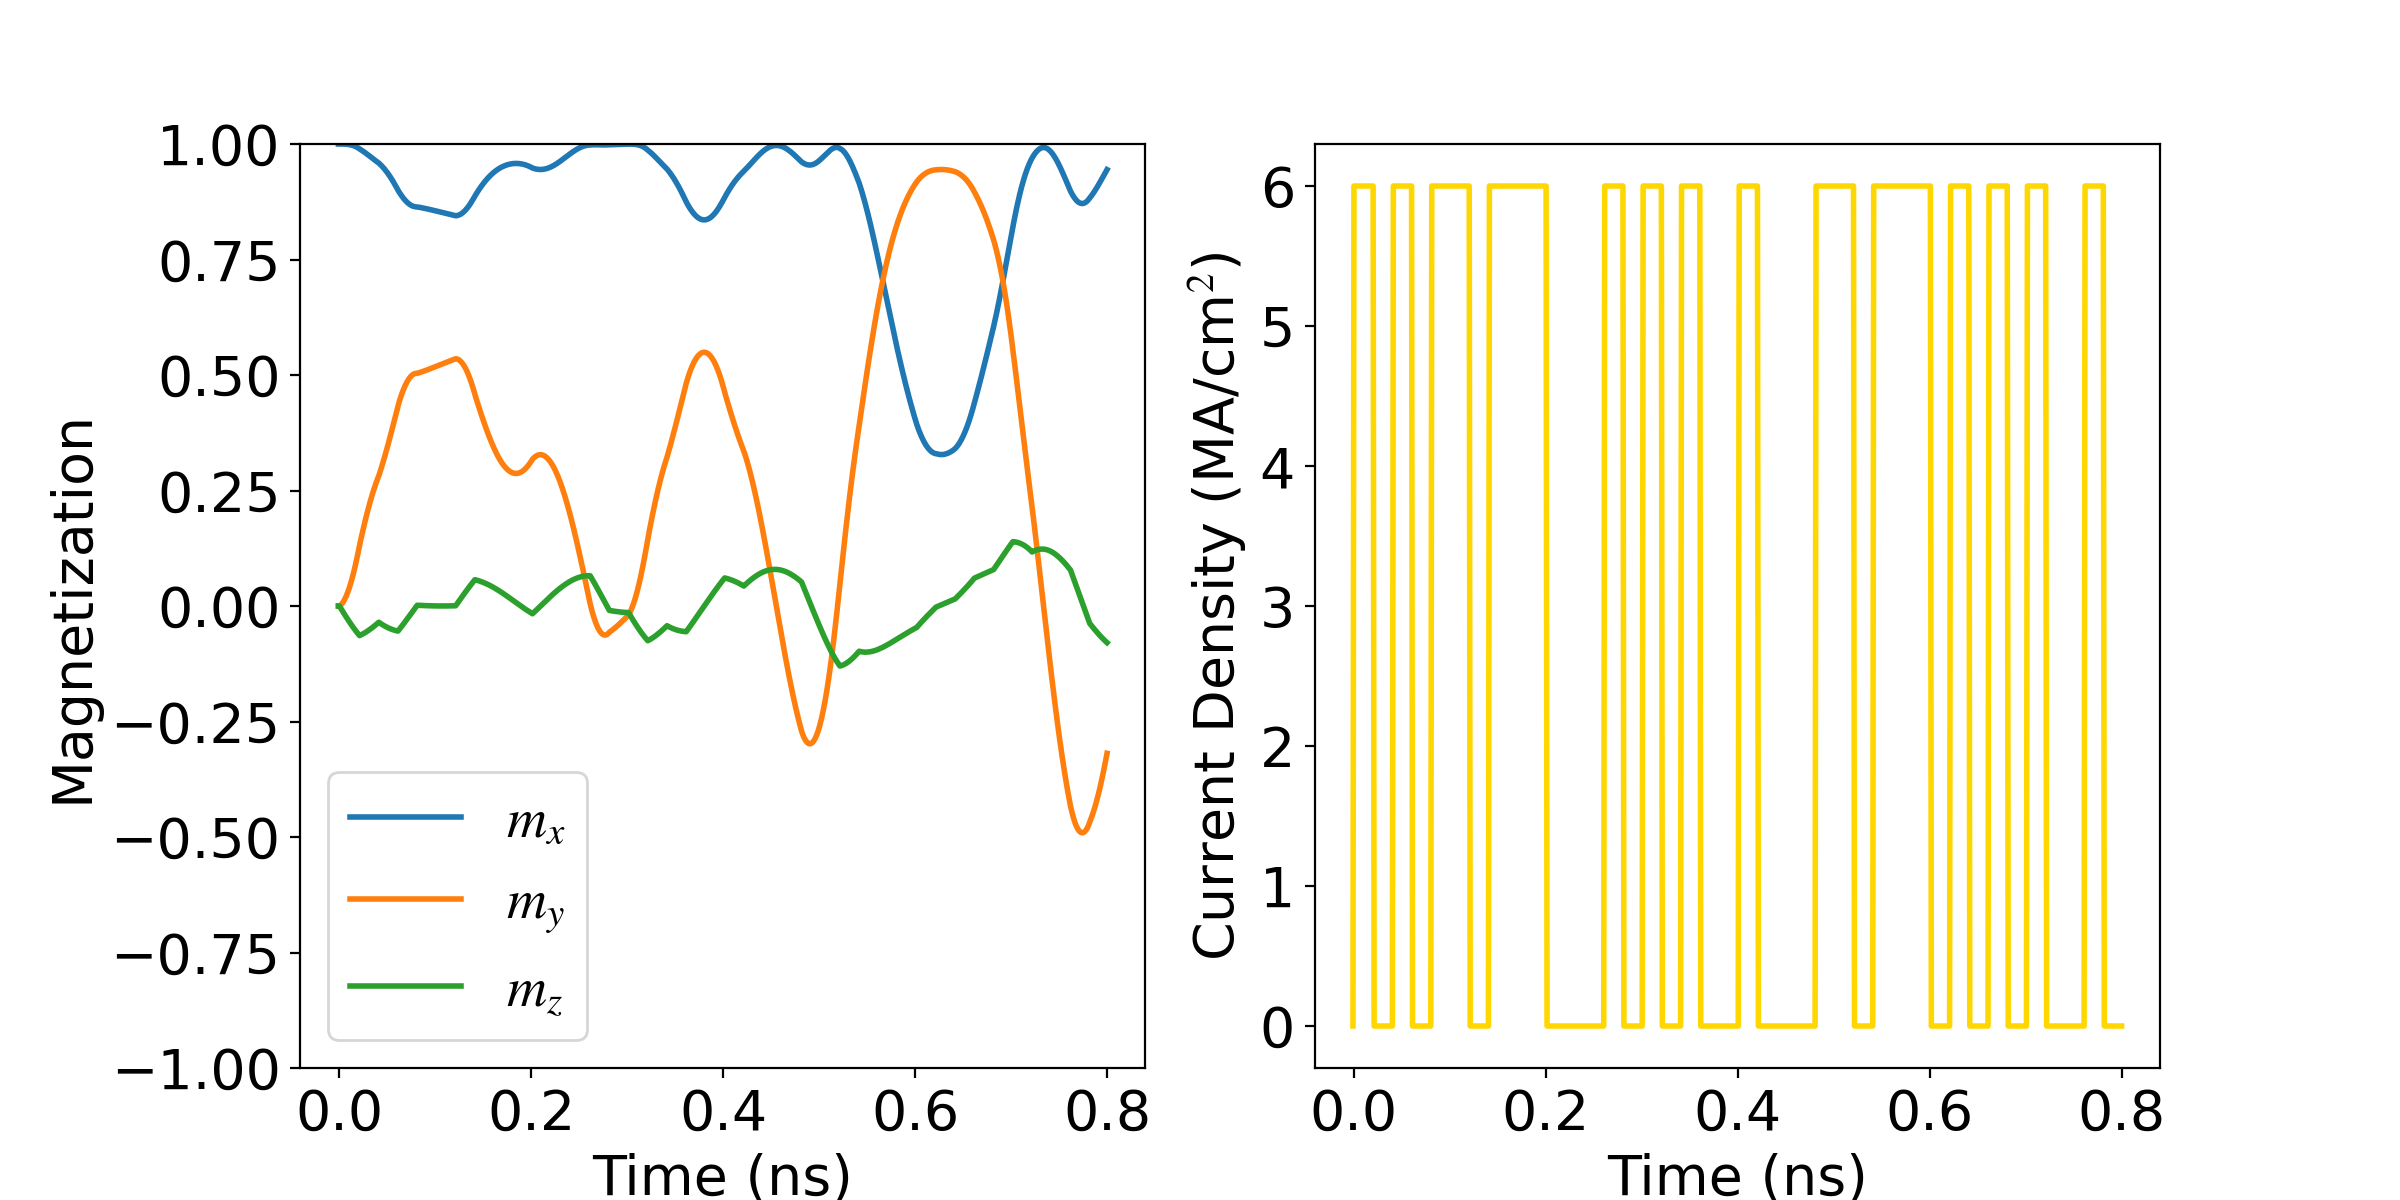 Magnetization
1.00
0.75
0.50
0.25
0.00
−0.25
−0.50
−0.75
−1.00
m_x
m_y
m_z
0.0 0.2 0.4 0.6 0.8
Time (ns)
Current Density (MA/cm²)
6
5
4
3
2
1
0
0.0 0.2 0.4 0.6 0.8
Time (ns)